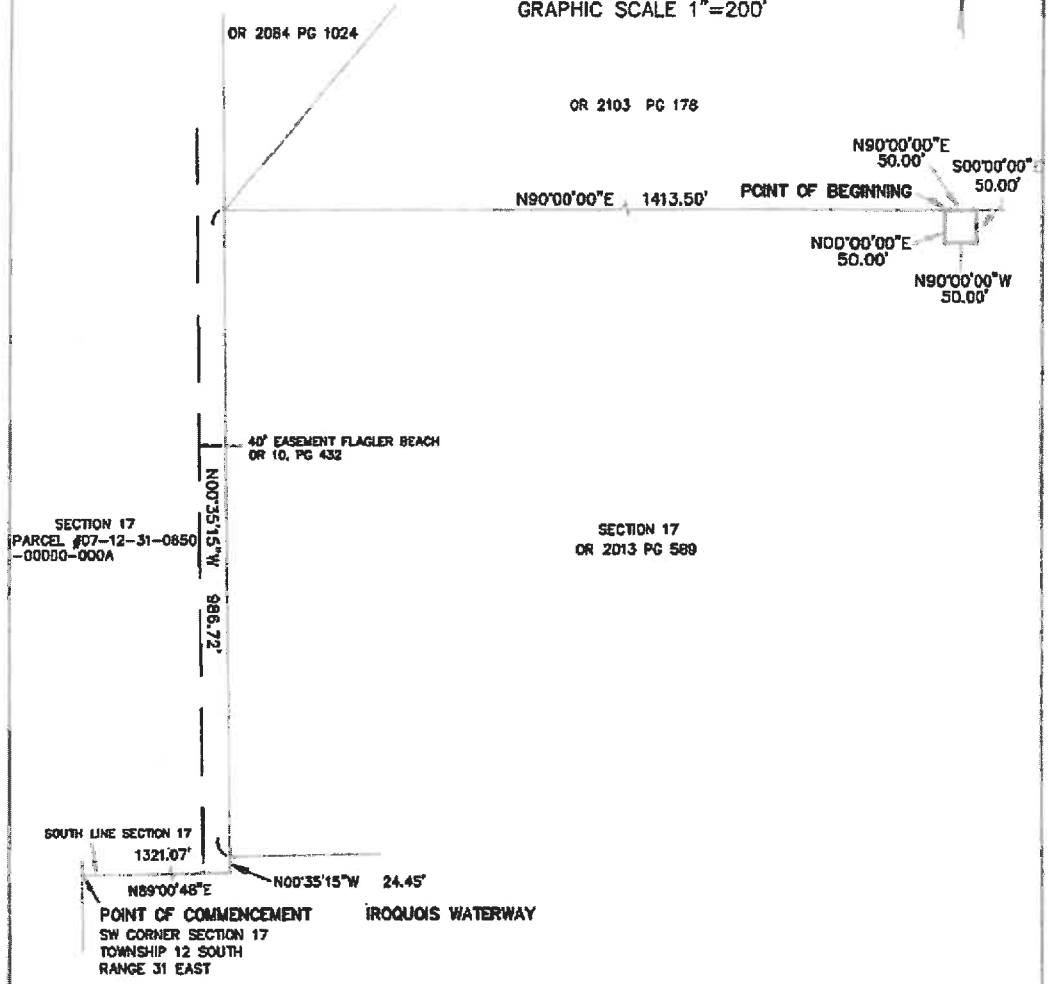 GRAPHIC SCALE 1"=200'
OR 2084 PG 1024
OR 2103 PG 178
N90°00'00"E
50.00'
S00°00'00"E
50.00'
N90°00'00"E 1413.50'
POINT OF BEGINNING
N00°00'00"E
50.00'
N90°00'00"W
50.00'
40' EASEMENT FLAGLER BEACH
OR 10, PG 432
N00°35'15"W 986.72'
SECTION 17
PARCEL #07-12-31-0650
-000D0-000A
SECTION 17
OR 2013 PG 589
SOUTH LINE SECTION 17
1321.07'
N89°00'48"E
N00°35'15"W 24.45'
POINT OF COMMENCEMENT
SW CORNER SECTION 17
TOWNSHIP 12 SOUTH
RANGE 31 EAST
IROQUOIS WATERWAY